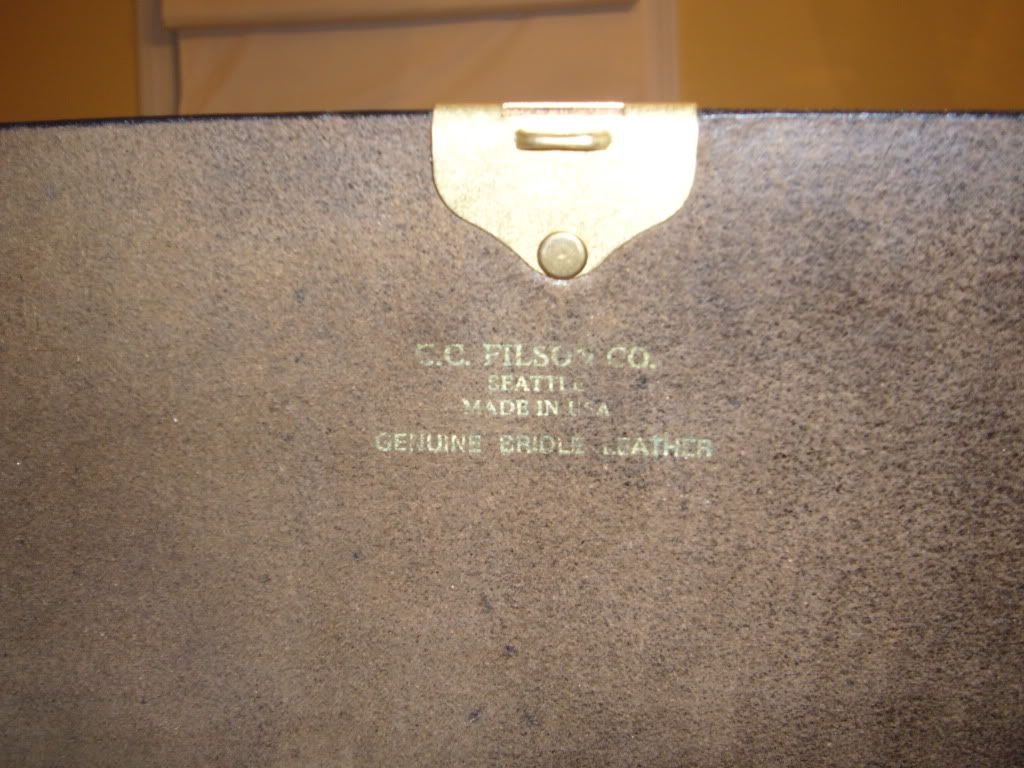 C.C. FILSON CO.
SEATTLE
MADE IN USA
GENUINE BRIDLE LEATHER